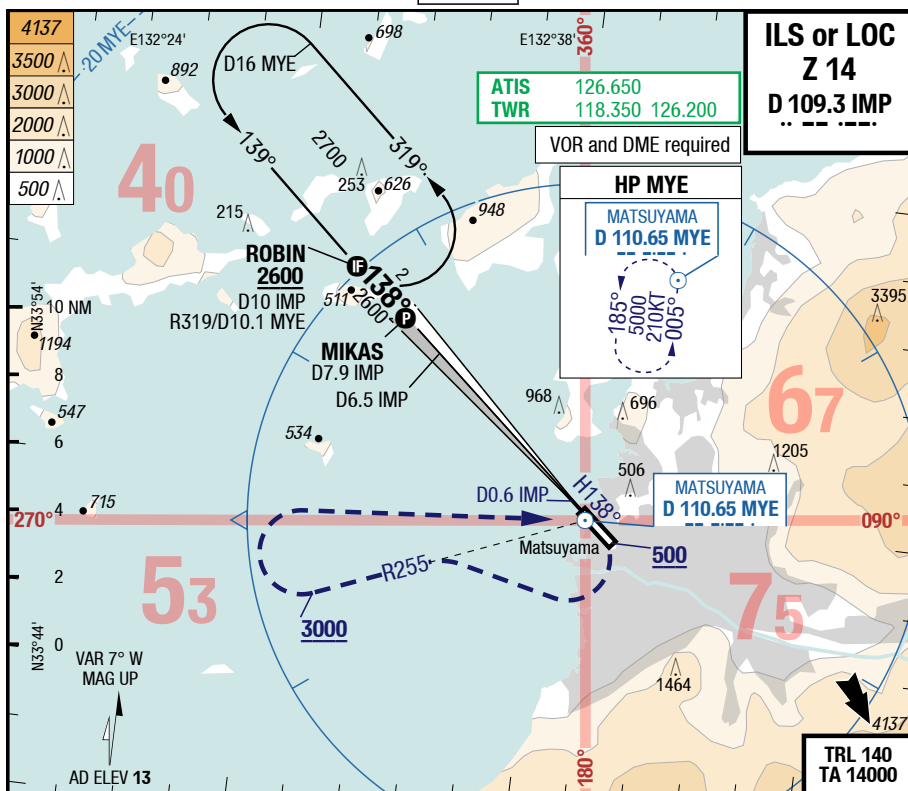 4137
3500
3000
2000
1000
500
20 MYE
E132°24'
698
892
D16 MYE
E132°38'
360°
ILS or LOC
Z 14
D 109.3 IMP
ATIS 126.650
TWR 118.350 126.200
VOR and DME required
139°
319°
2700
253
626
215
948
40
HP MYE
MATSUYAMA
D 110.65 MYE
185°
5000
210KT
005°
ROBIN
2600
D10 IMP
R319/D10.1 MYE
IF
138°
2
511
2600
P
MIKAS
D7.9 IMP
D6.5 IMP
N33°54'
10 NM
1194
8
547
6
534
715
4
2
0
N33°44'
3395
67
968
696
1205
506
D0.6 IMP
H138°
MATSUYAMA
D 110.65 MYE
270°
090°
Matsuyama
500
R255
3000
53
75
1464
4137
VAR 7° W
MAG UP
AD ELEV 13
180°
TRL 140
TA 14000